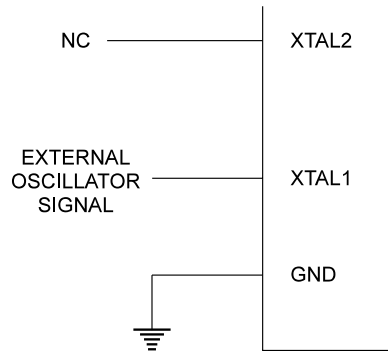 NC
XTAL2
EXTERNAL
OSCILLATOR
SIGNAL
XTAL1
GND